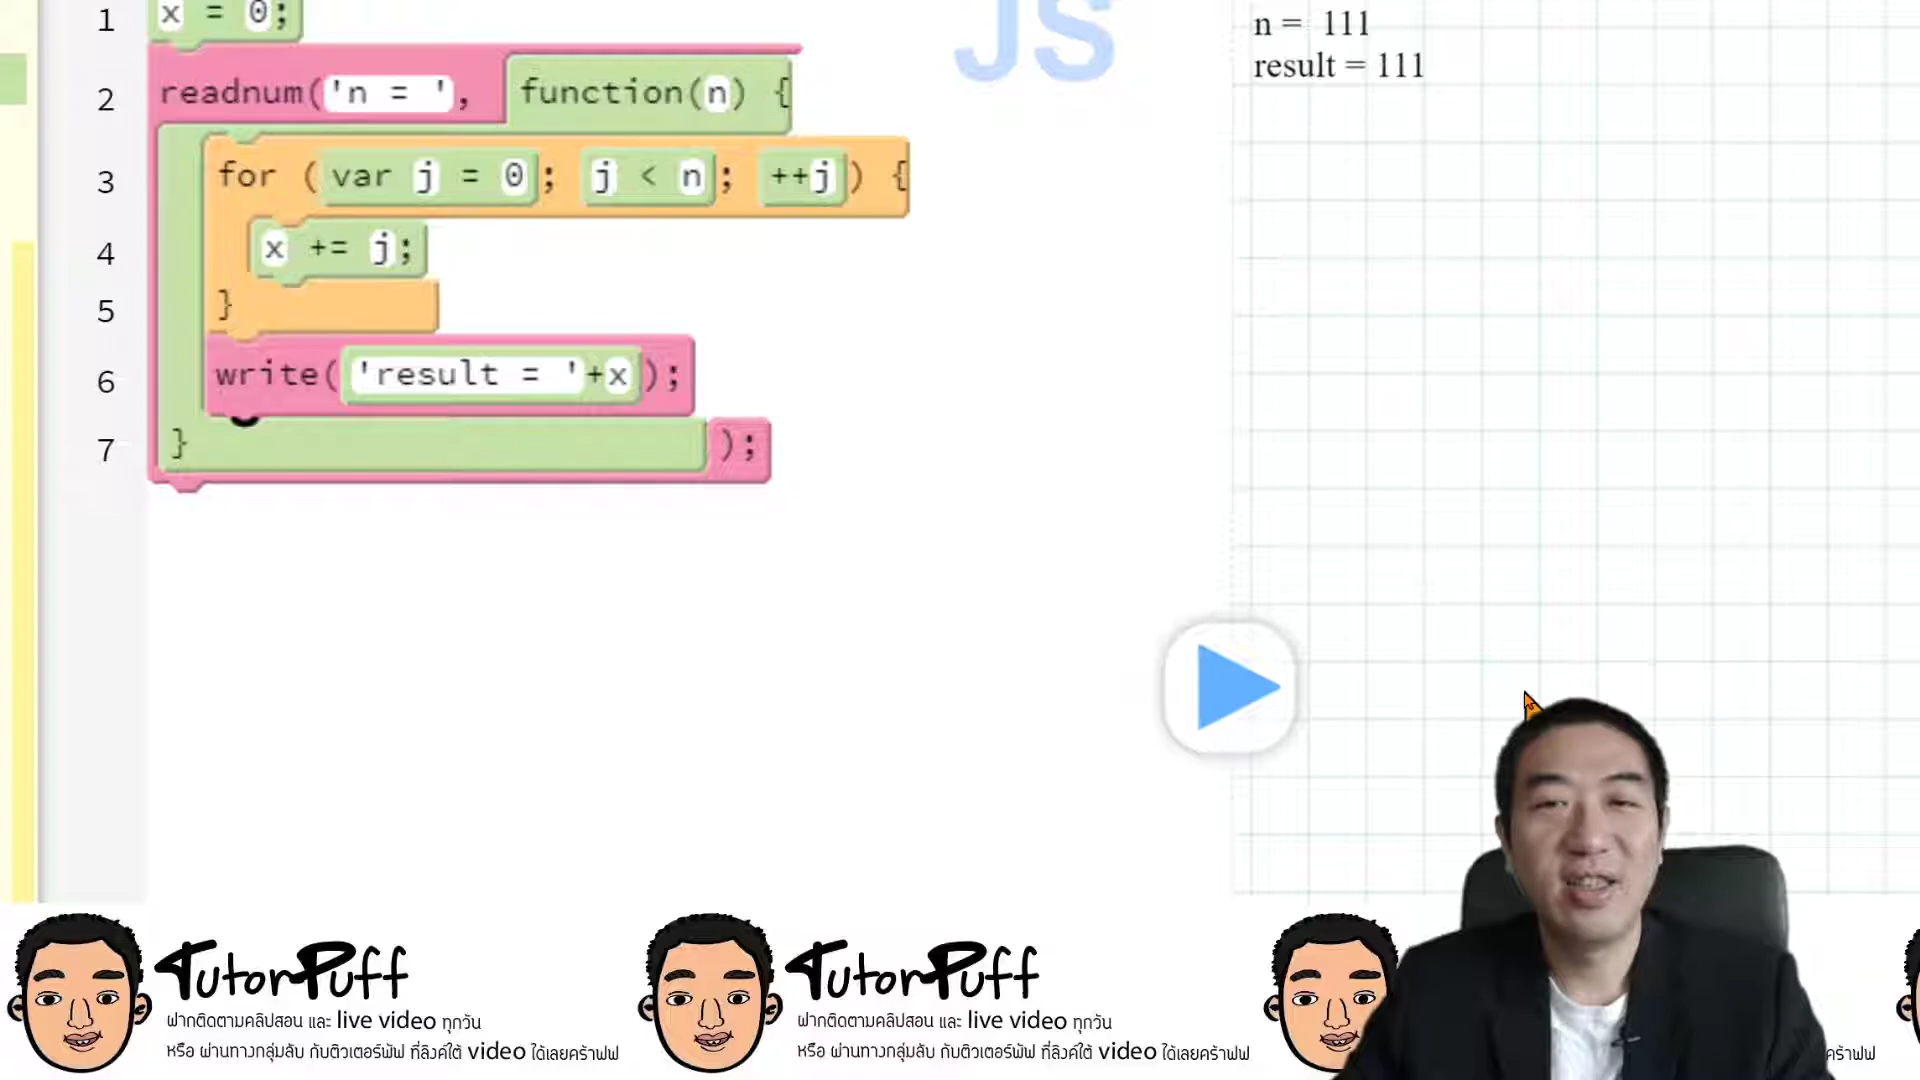 1 x = 0;
2 readnum('n = ', function(n) {
3 for ( var j = 0 ; j < n ; ++j ) {
4 x += j;
5 }
6 write( 'result = '+x );
7 } );
JS
n = 111
result = 111
TutorPuff
ฝากติดตามคลิปสอน และ live video ทุกวัน
หรือ ผ่านทางกลุ่มลับ กับติวเตอร์พัฟ ที่ลิงค์ใต้ video ได้เลยคร้าฟฟ
TutorPuff
ฝากติดตามคลิปสอน และ live video ทุกวัน
หรือ ผ่านทางกลุ่มลับ กับติวเตอร์พัฟ ที่ลิงค์ใต้ video ได้เลยคร้าฟฟ
คร้าฟฟ